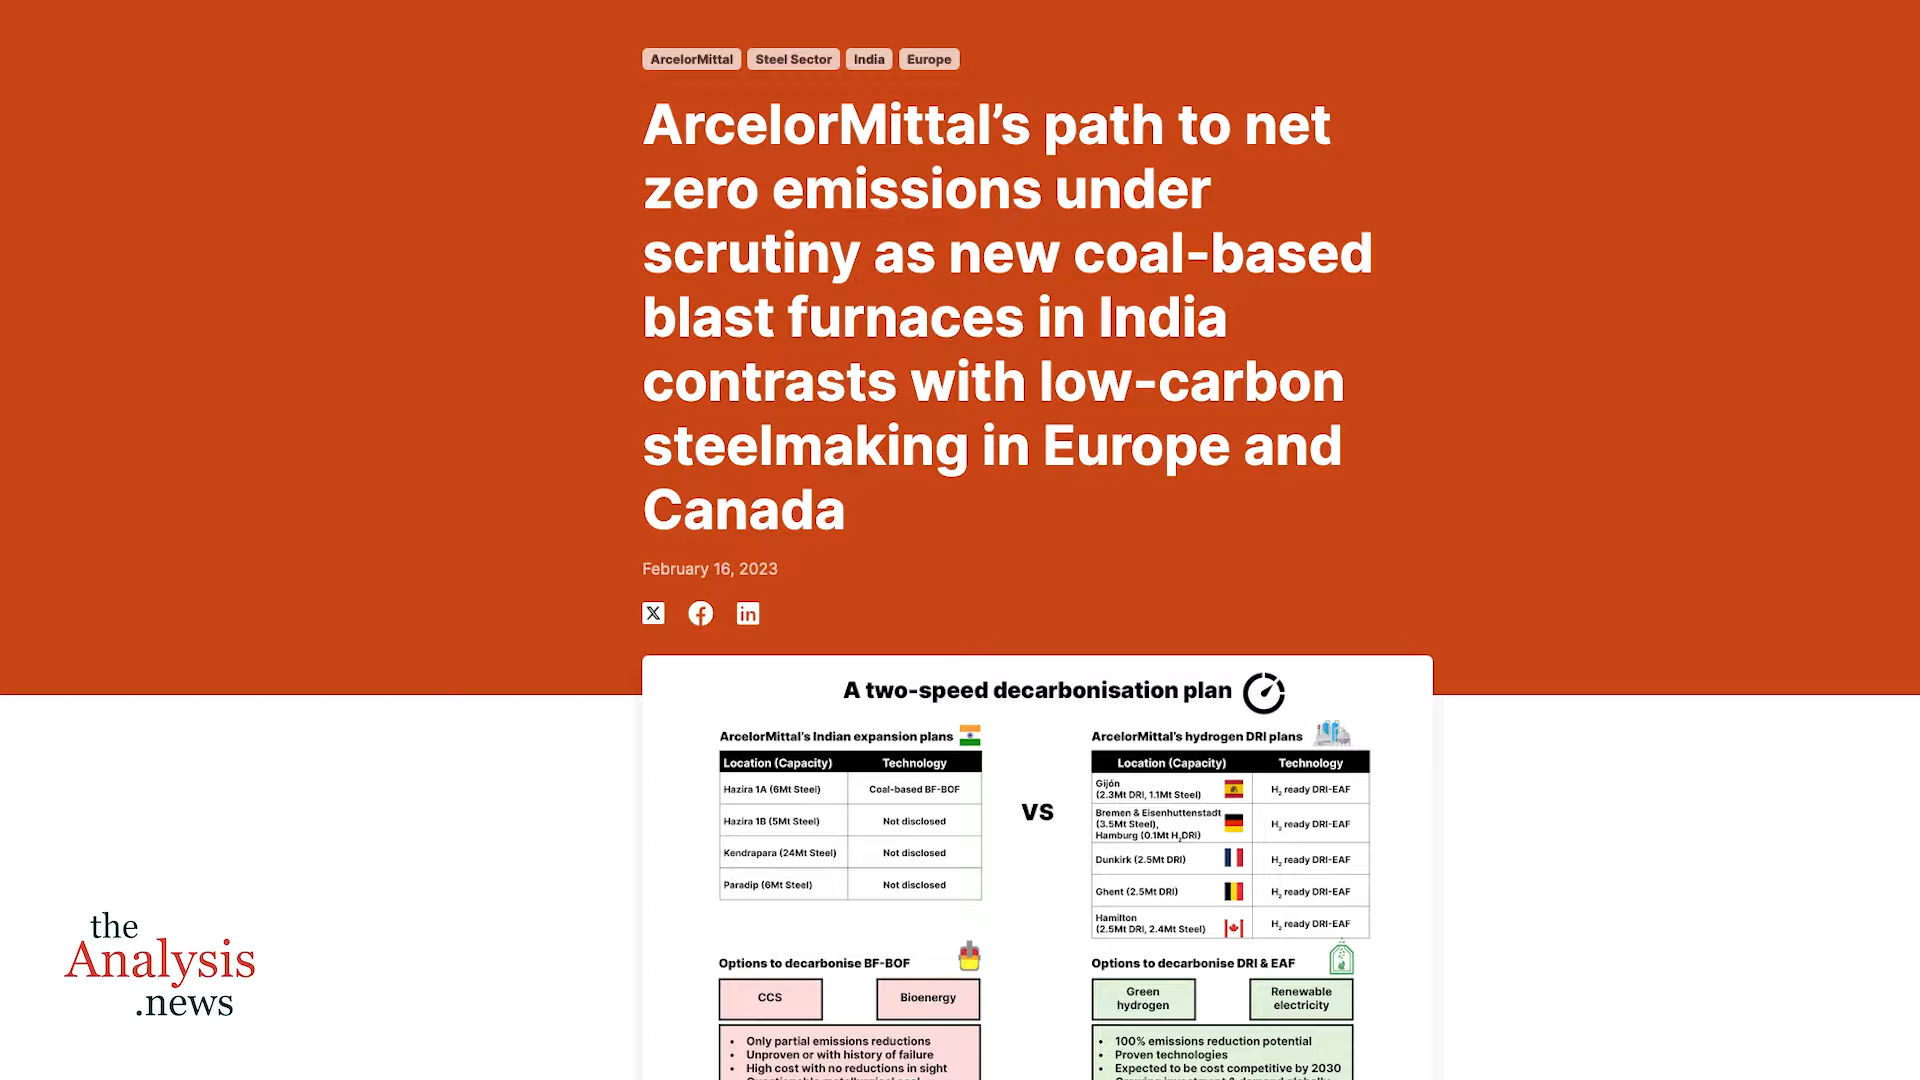 ArcelorMittal Steel Sector India Europe
ArcelorMittal’s path to net
zero emissions under
scrutiny as new coal-based
blast furnaces in India
contrasts with low-carbon
steelmaking in Europe and
Canada
February 16, 2023
A two-speed decarbonisation plan
ArcelorMittal's Indian expansion plans
Location (Capacity) Technology
Hazira 1A (6Mt Steel) Coal-based BF-BOF
Hazira 1B (5Mt Steel) Not disclosed
Kendrapara (24Mt Steel) Not disclosed
Paradip (6Mt Steel) Not disclosed
VS
ArcelorMittal's hydrogen DRI plans
Location (Capacity) Technology
Gijón
(2.3Mt DRI, 1.1Mt Steel) H₂ ready DRI-EAF
Bremen & Eisenhuttenstadt
(3.5Mt Steel), H₂ ready DRI-EAF
Hamburg (0.1Mt H₂DRI)
Dunkirk (2.5Mt DRI) H₂ ready DRI-EAF
Ghent (2.5Mt DRI) H₂ ready DRI-EAF
Hamilton
(2.5Mt DRI, 2.4Mt Steel) H₂ ready DRI-EAF
Options to decarbonise BF-BOF
CCS Bioenergy
• Only partial emissions reductions
• Unproven or with history of failure
• High cost with no reductions in sight
Options to decarbonise DRI & EAF
Green
hydrogen
Renewable
electricity
• 100% emissions reduction potential
• Proven technologies
• Expected to be cost competitive by 2030
the
Analysis
.news